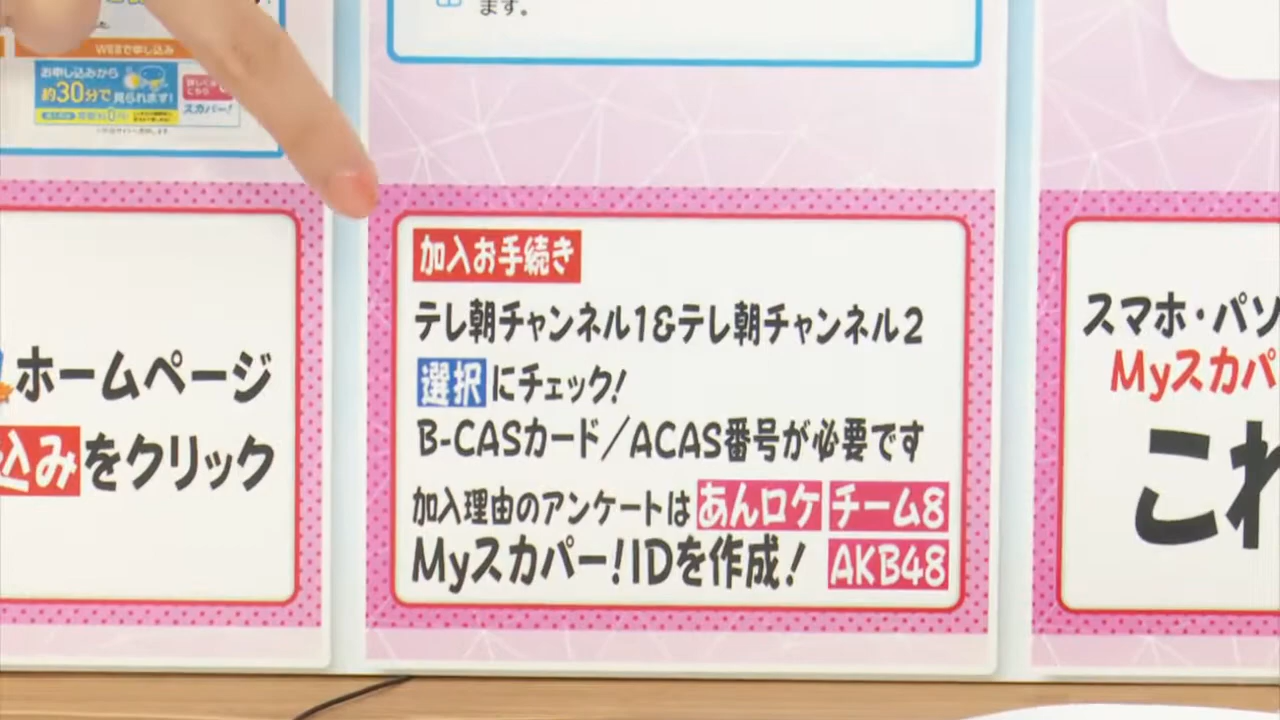 ます。
WEBで申し込み
お申し込みから
約30分で見られます!
スカパー!
ホームページ
込みをクリック
加入お手続き
テレ朝チャンネル1&テレ朝チャンネル2
選択にチェック!
B-CASカード/ACAS番号が必要です
加入理由のアンケートは あんロケ チーム8
Myスカパー!IDを作成! AKB48
スマホ・パソ
Myスカパ
これ